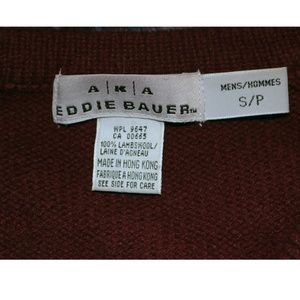 A|K|A
EDDIE BAUER™
MENS/HOMMES
S/P
WPL 9647
CA 00665
100% LAMBSWOOL/
LAINE D'AGNEAU
MADE IN HONG KONG
FABRIQUE A HONG KONG
SEE SIDE FOR CARE